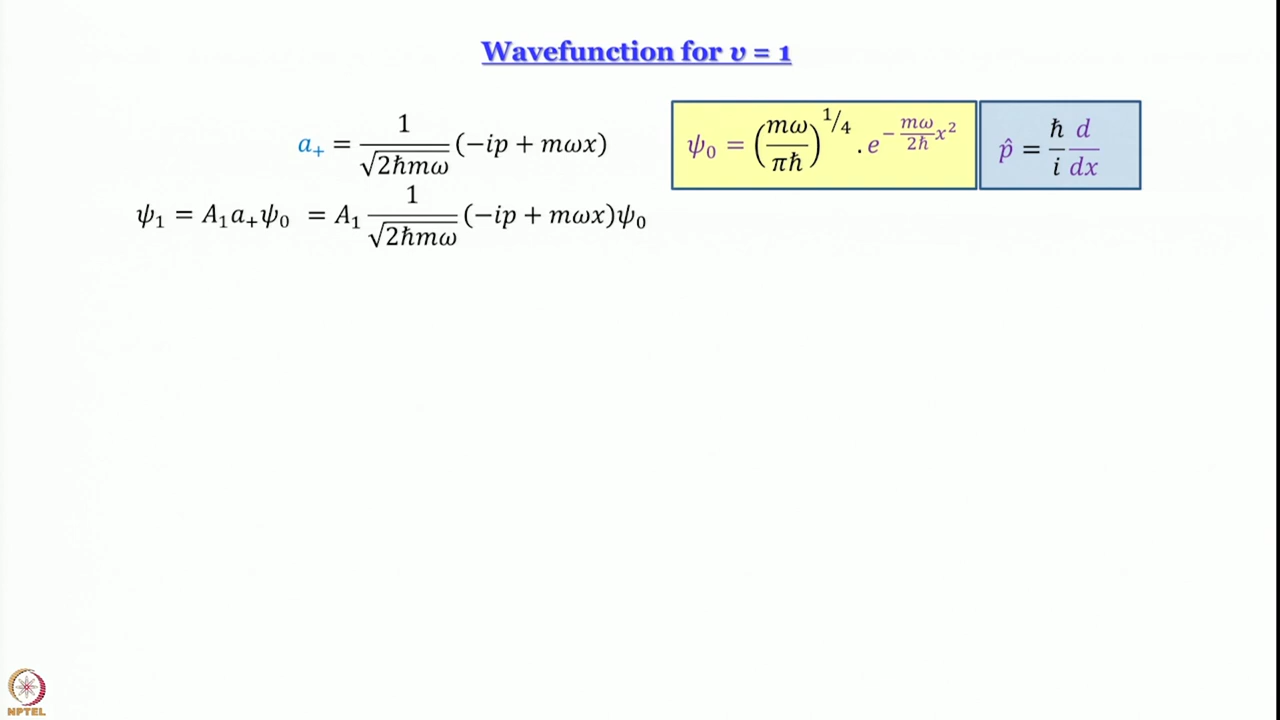 Wavefunction for v = 1
a₊ = 1/√(2ħmω) (−ip + mωx)
ψ₀ = (mω/πħ)^(1/4) . e^(−(mω/2ħ)x²)
p̂ = ħ/i d/dx
ψ₁ = A₁a₊ψ₀ = A₁ 1/√(2ħmω) (−ip + mωx)ψ₀
NPTEL